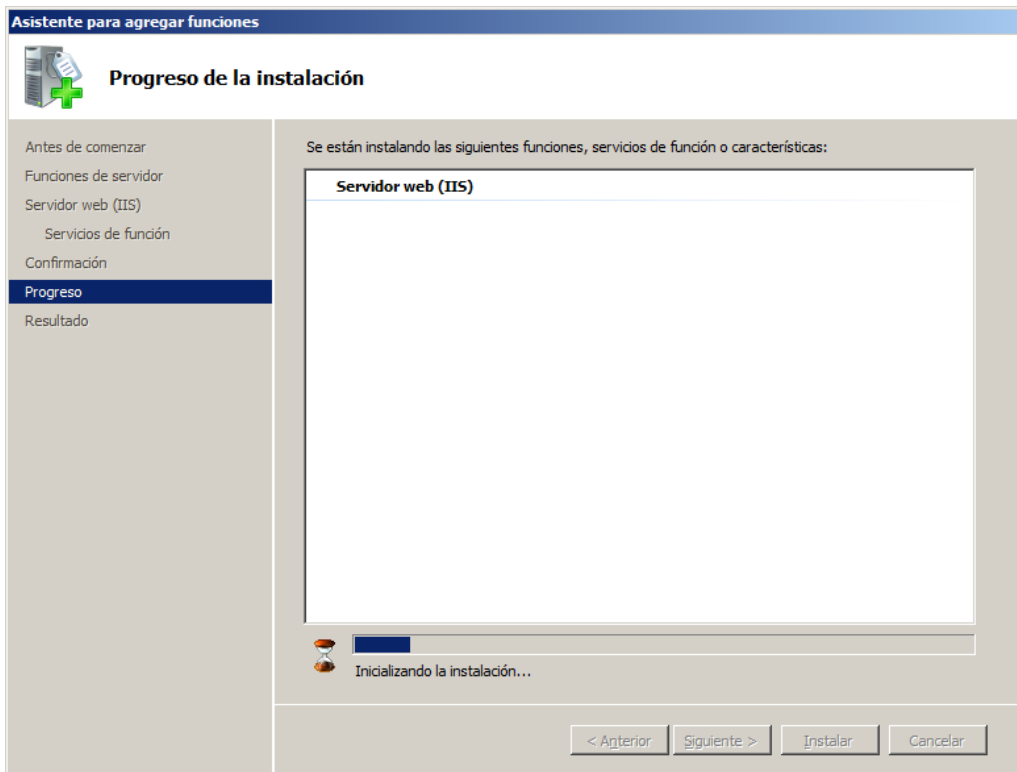 Asistente para agregar funciones
Progreso de la instalación
Antes de comenzar
Funciones de servidor
Servidor web (IIS)
Servicios de función
Confirmación
Progreso
Resultado
Se están instalando las siguientes funciones, servicios de función o características:
Servidor web (IIS)
Inicializando la instalación...
< Anterior
Siguiente >
Instalar
Cancelar